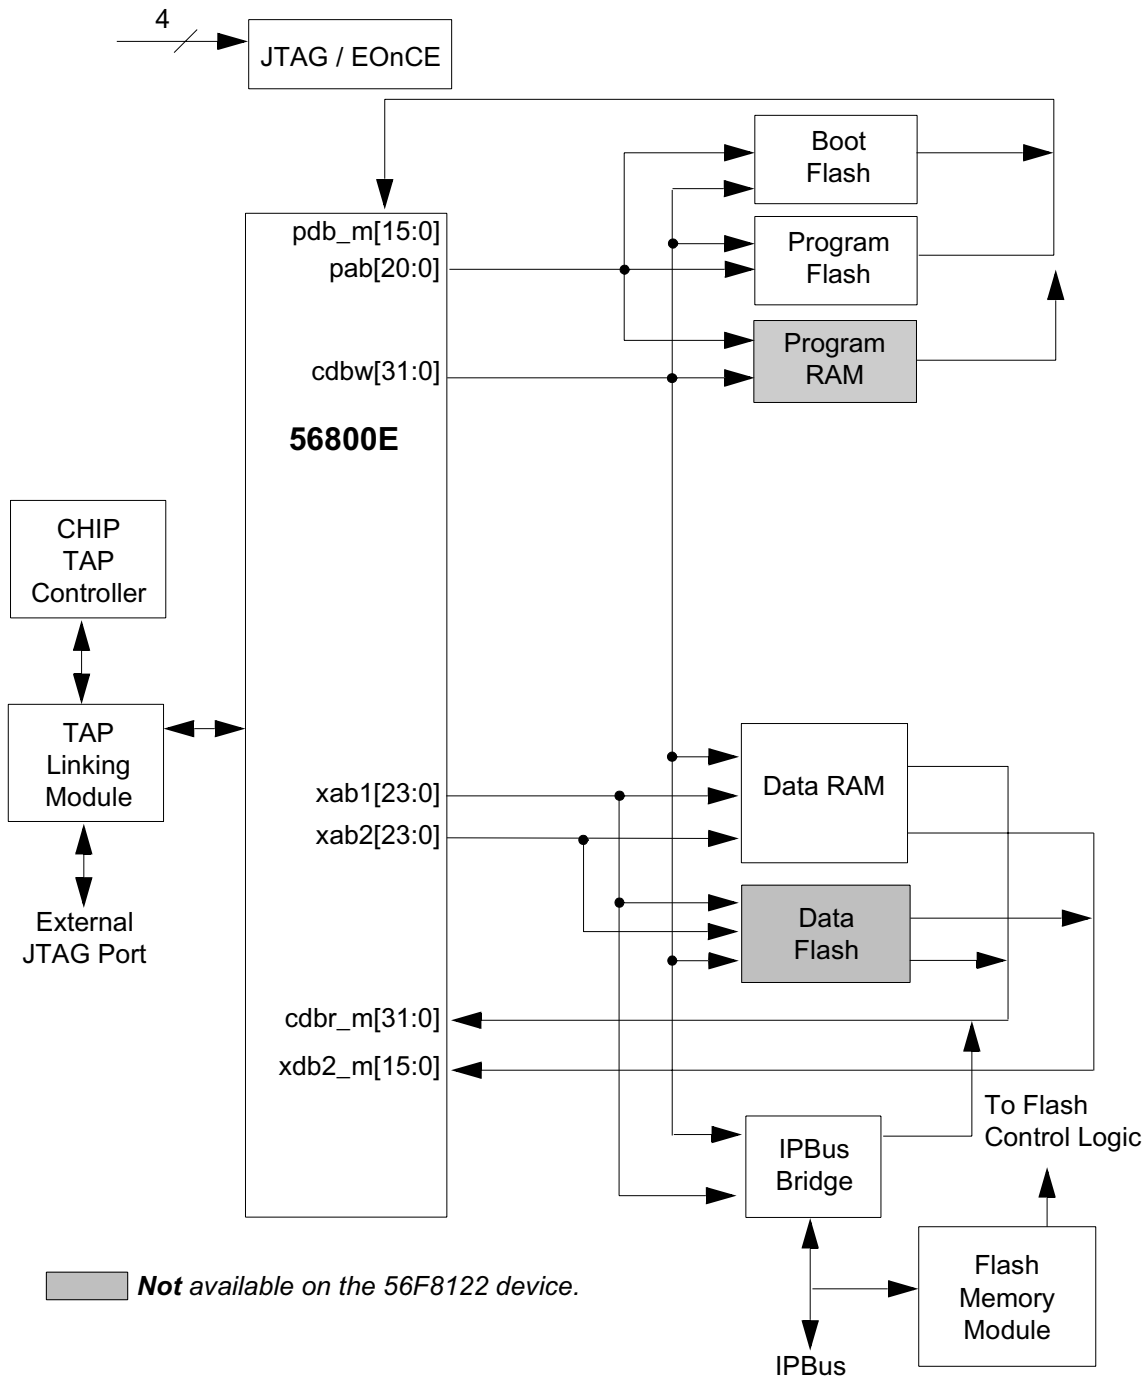 4
JTAG / EOnCE
Boot
Flash
pdb_m[15:0]
pab[20:0]
Program
Flash
cdbw[31:0]
Program
RAM
56800E
CHIP
TAP
Controller
TAP
Linking
Module
External
JTAG Port
xab1[23:0]
xab2[23:0]
Data RAM
Data
Flash
cdbr_m[31:0]
xdb2_m[15:0]
To Flash
Control Logic
IPBus
Bridge
Flash
Memory
Module
IPBus
Not available on the 56F8122 device.